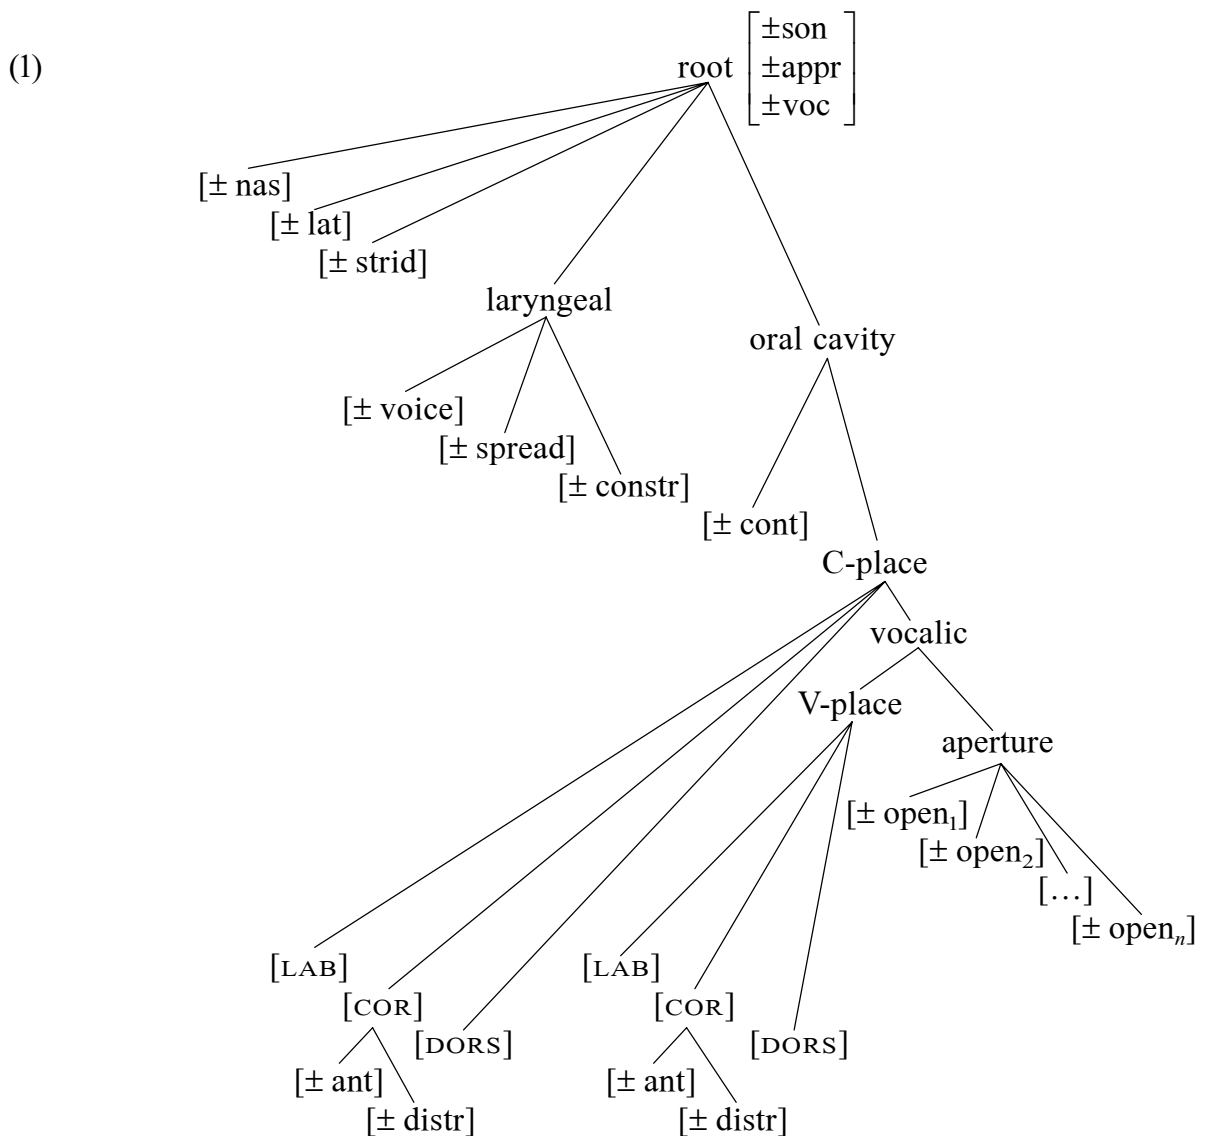 (1)
root [±son
±appr
±voc]
[± nas]
[± lat]
[± strid]
laryngeal
oral cavity
[± voice]
[± spread]
[± constr]
[± cont]
C-place
vocalic
V-place
aperture
[± open₁]
[± open₂]
[…]
[± openₙ]
[LAB] [LAB]
[COR] [COR]
[DORS] [DORS]
[± ant] [± ant]
[± distr] [± distr]